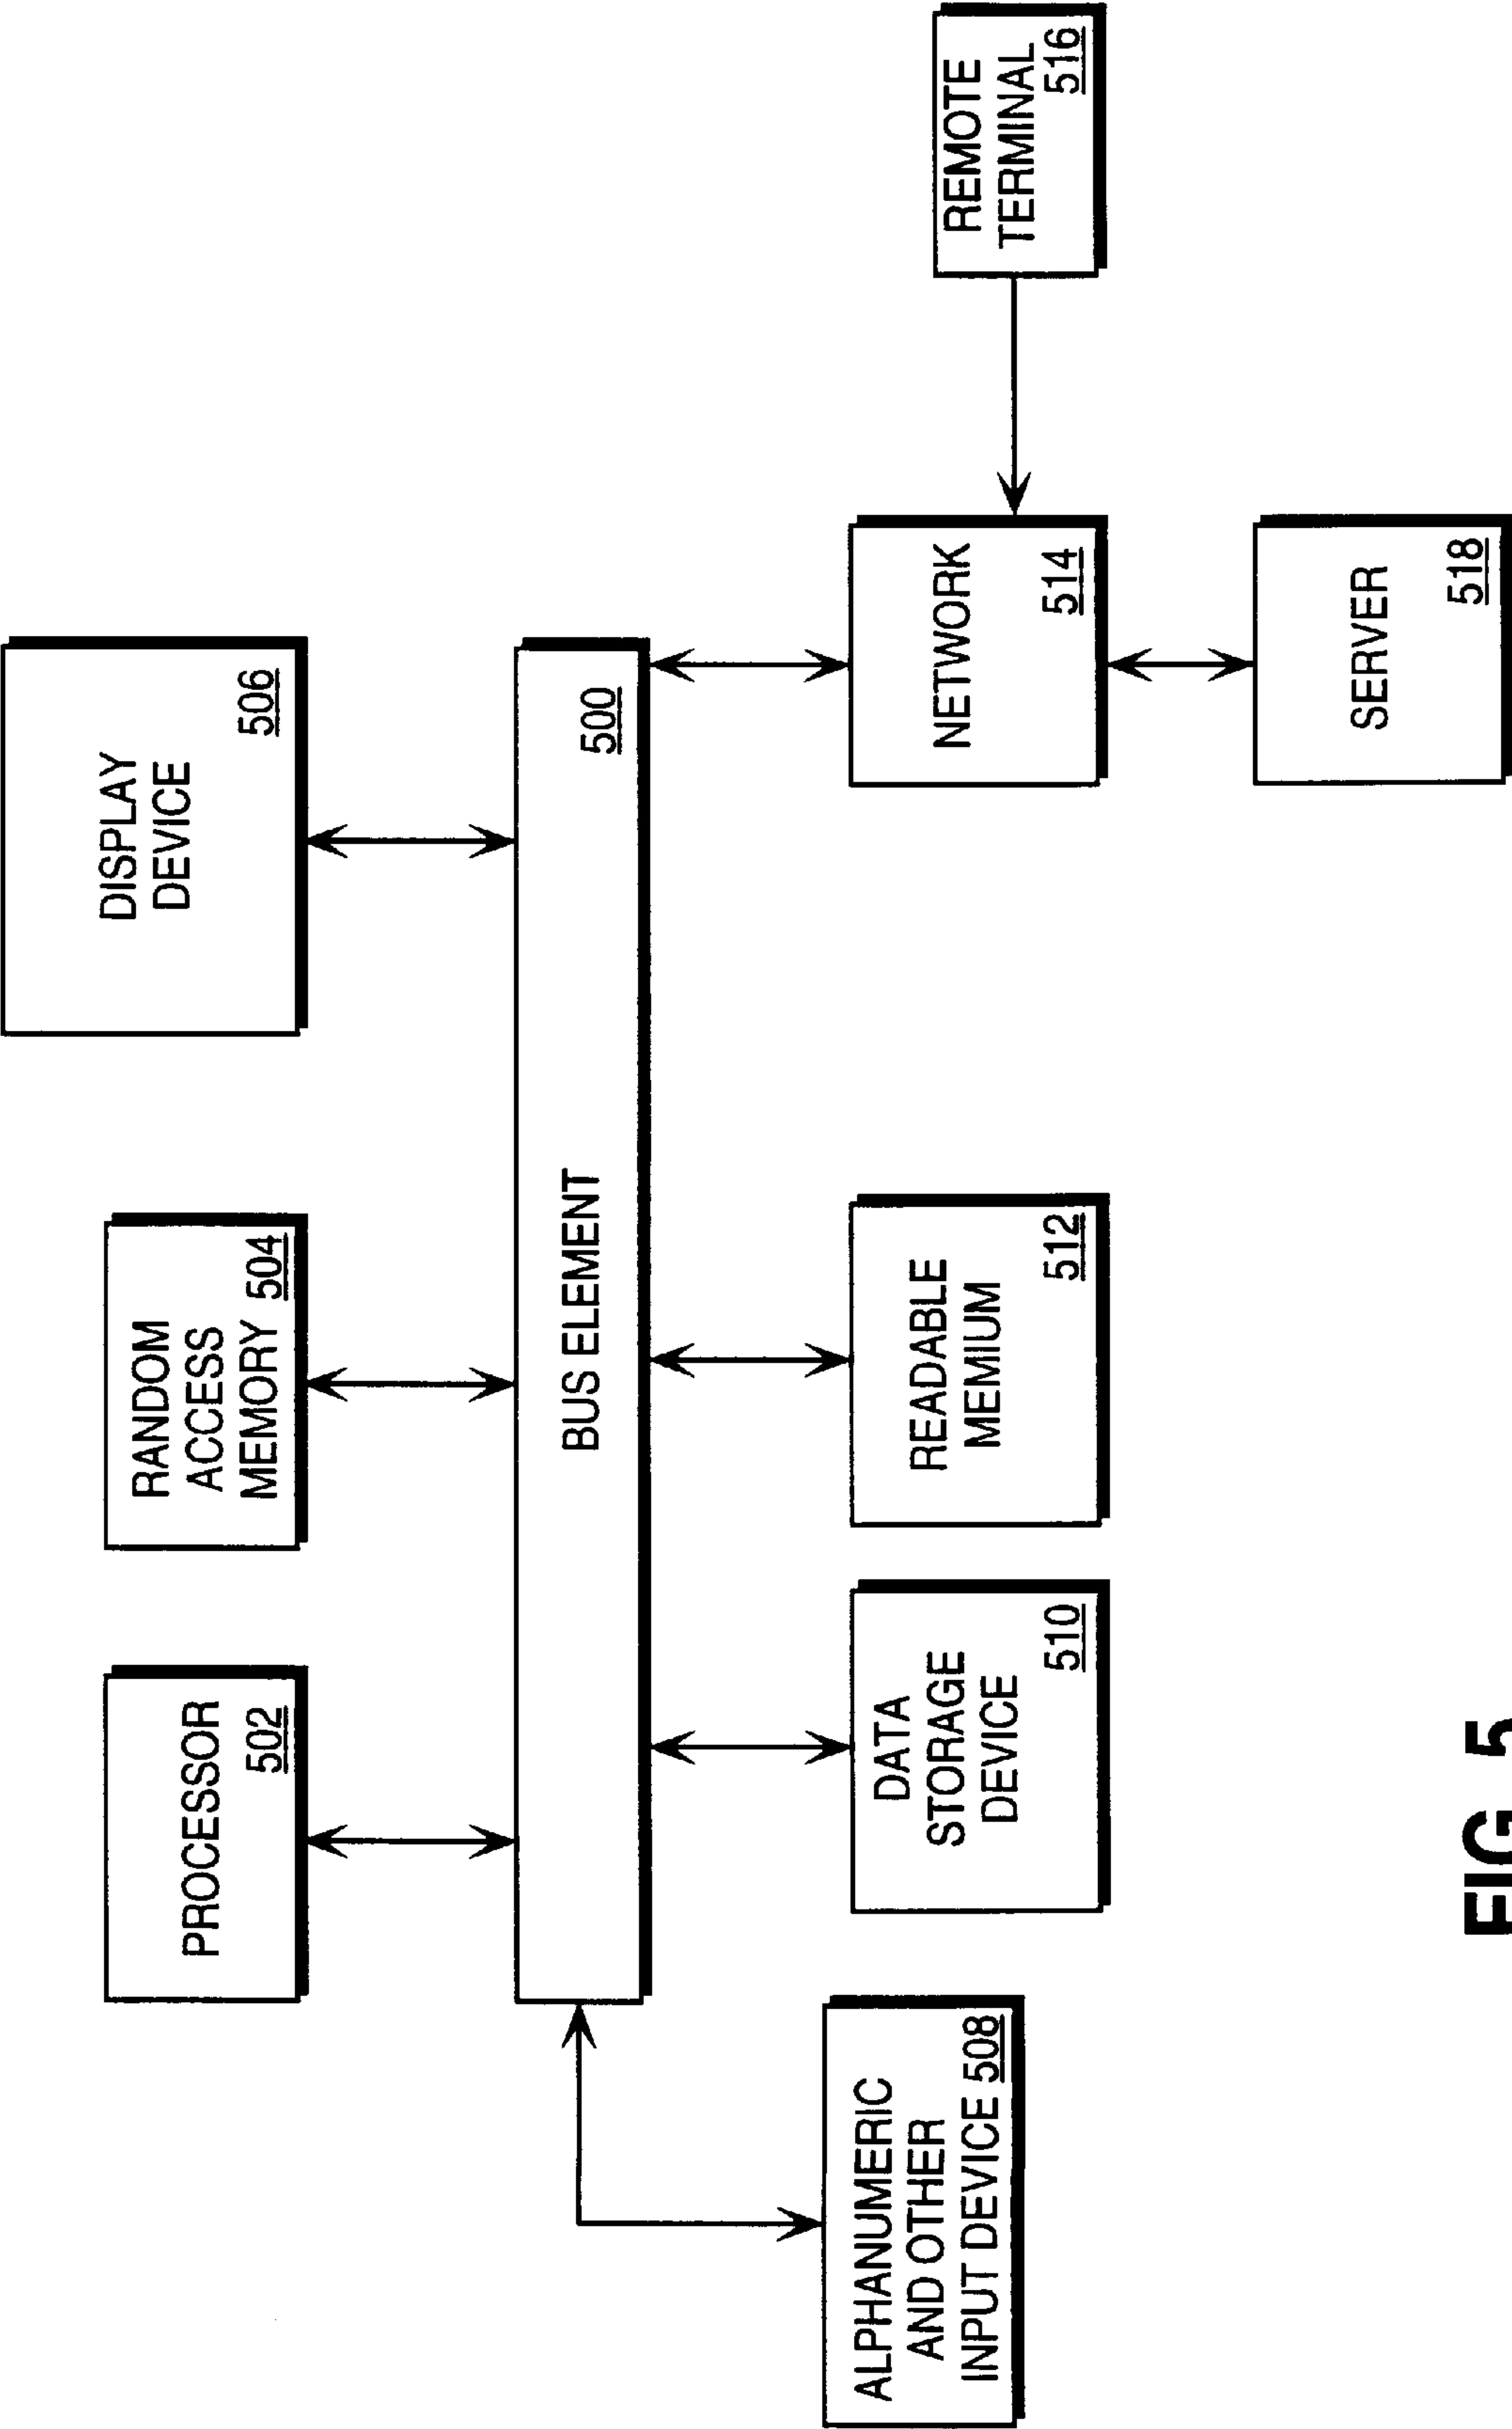 PROCESSOR
502
RANDOM
ACCESS
MEMORY 504
DISPLAY
DEVICE
506
BUS ELEMENT
500
ALPHANUMERIC
AND OTHER
INPUT DEVICE 508
DATA
STORAGE
DEVICE
510
READABLE
MEMIUM
512
NETWORK
514
REMOTE
TERMINAL
516
SERVER
518
FIG. 5